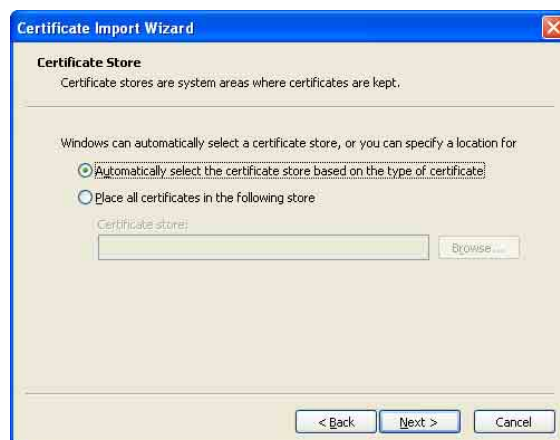 Certificate Import Wizard
Certificate Store
Certificate stores are system areas where certificates are kept.
Windows can automatically select a certificate store, or you can specify a location for
Automatically select the certificate store based on the type of certificate
Place all certificates in the following store
Certificate store:
Browse...
< Back
Next >
Cancel